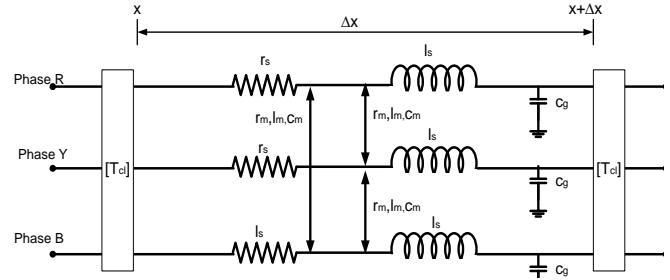 x
Δx
x+Δx
Phase R
rs
ls
rm,lm,cm
rm,lm,cm
cg
Phase Y
[Tcl]
rs
ls
[Tcl]
cg
rm,lm,cm
Phase B
ls
ls
cg